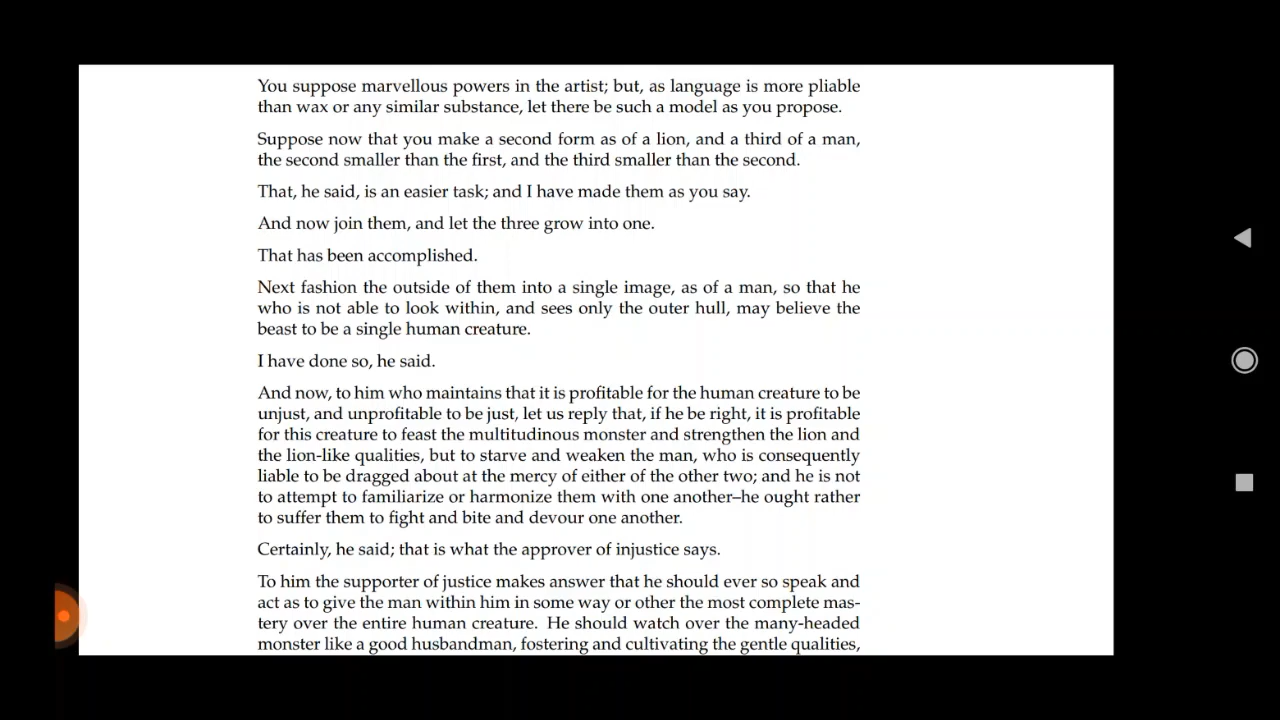 You suppose marvellous powers in the artist; but, as language is more pliable
than wax or any similar substance, let there be such a model as you propose.
Suppose now that you make a second form as of a lion, and a third of a man,
the second smaller than the first, and the third smaller than the second.
That, he said, is an easier task; and I have made them as you say.
And now join them, and let the three grow into one.
That has been accomplished.
Next fashion the outside of them into a single image, as of a man, so that he
who is not able to look within, and sees only the outer hull, may believe the
beast to be a single human creature.
I have done so, he said.
And now, to him who maintains that it is profitable for the human creature to be
unjust, and unprofitable to be just, let us reply that, if he be right, it is profitable
for this creature to feast the multitudinous monster and strengthen the lion and
the lion-like qualities, but to starve and weaken the man, who is consequently
liable to be dragged about at the mercy of either of the other two; and he is not
to attempt to familiarize or harmonize them with one another–he ought rather
to suffer them to fight and bite and devour one another.
Certainly, he said; that is what the approver of injustice says.
To him the supporter of justice makes answer that he should ever so speak and
act as to give the man within him in some way or other the most complete mas-
tery over the entire human creature. He should watch over the many-headed
monster like a good husbandman, fostering and cultivating the gentle qualities,